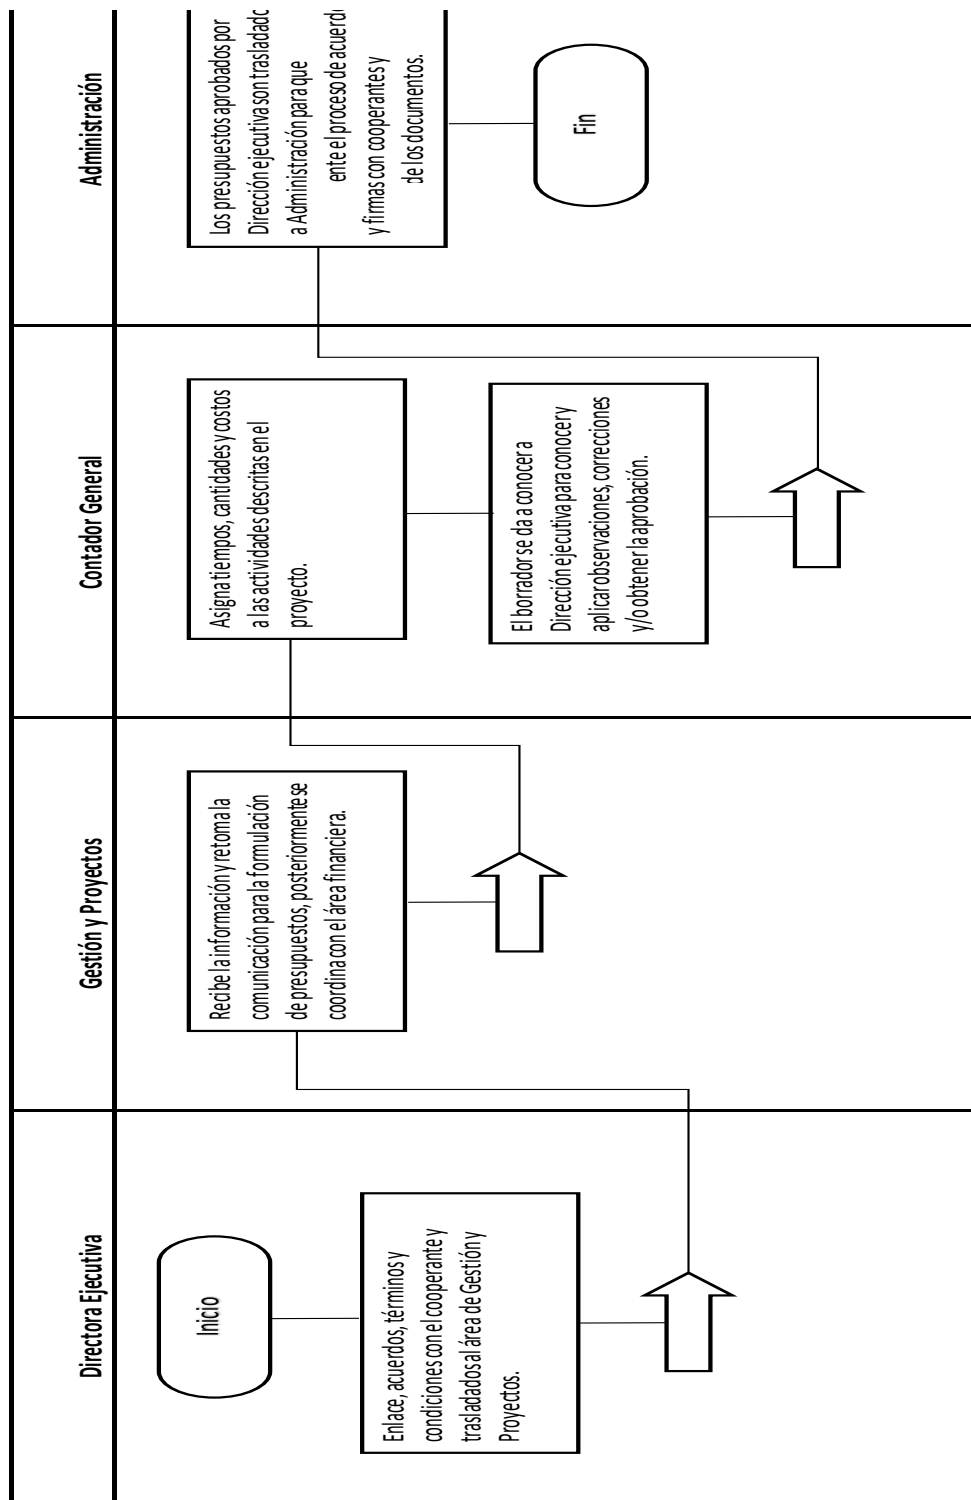 Directora Ejecutiva
Inicio
Enlace, acuerdos, términos y
condiciones con el cooperante y
trasladados al área de Gestión y
Proyectos.
Gestión y Proyectos
Recibe la información y retoma la
comunicación para la formulación
de presupuestos, posteriormente se
coordina con el área financiera.
Contador General
Asigna tiempos, cantidades y costos
a las actividades descritas en el
proyecto.
El borrador se da a conocer a
Dirección ejecutiva para conocer y
aplicar observaciones, correcciones
y/o obtener la aprobación.
Administración
Los presupuestos aprobados por
Dirección ejecutiva son trasladado
a Administración para que
ente el proceso de acuerd
y firmas con cooperantes y
de los documentos.
Fin